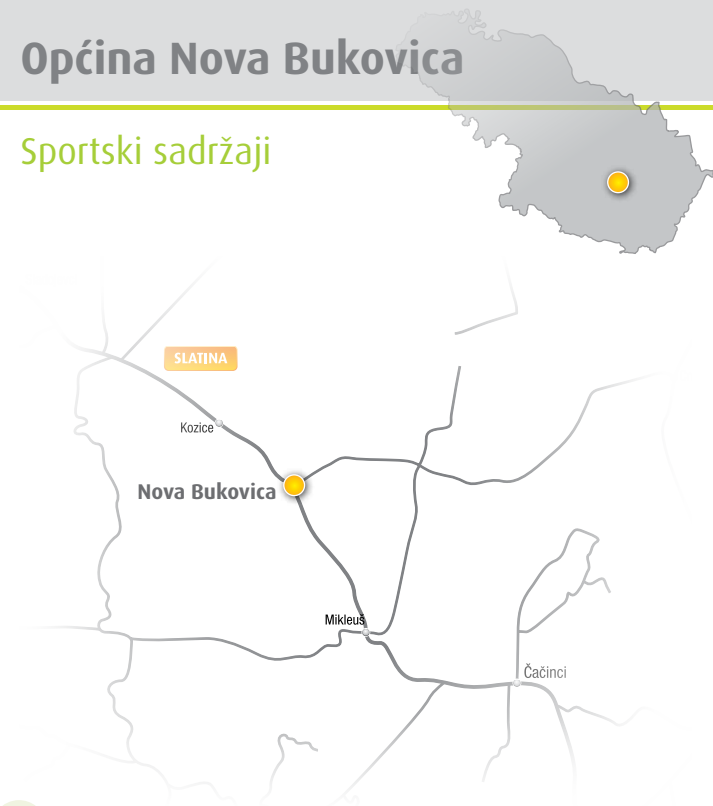 Općina Nova Bukovica
Sportski sadržaji
SLATINA
Kozice
Nova Bukovica
Mikleuš
Čačinci